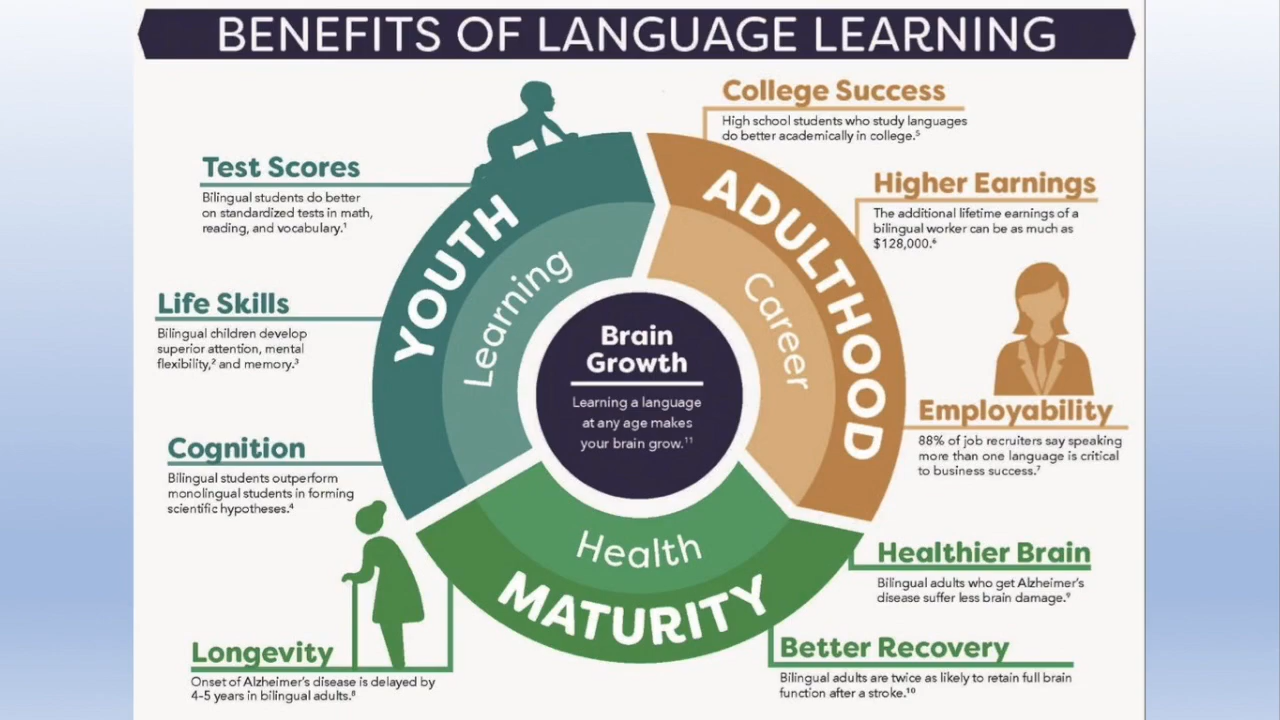 BENEFITS OF LANGUAGE LEARNING
Test Scores
Bilingual students do better
on standardized tests in math,
reading, and vocabulary.¹
Life Skills
Bilingual children develop
superior attention, mental
flexibility,² and memory.³
Cognition
Bilingual students outperform
monolingual students in forming
scientific hypotheses.⁴
YOUTH
Learning
College Success
High school students who study languages
do better academically in college.⁵
Higher Earnings
The additional lifetime earnings of a
bilingual worker can be as much as
$128,000.⁶
Employability
88% of job recruiters say speaking
more than one language is critical
to business success.⁷
ADULTHOOD
Career
Brain
Growth
Learning a language
at any age makes
your brain grow.¹¹
Health
MATURITY
Longevity
Onset of Alzheimer's disease is delayed by
4-5 years in bilingual adults.⁸
Healthier Brain
Bilingual adults who get Alzheimer's
disease suffer less brain damage.⁹
Better Recovery
Bilingual adults are twice as likely to retain full brain
function after a stroke.¹⁰